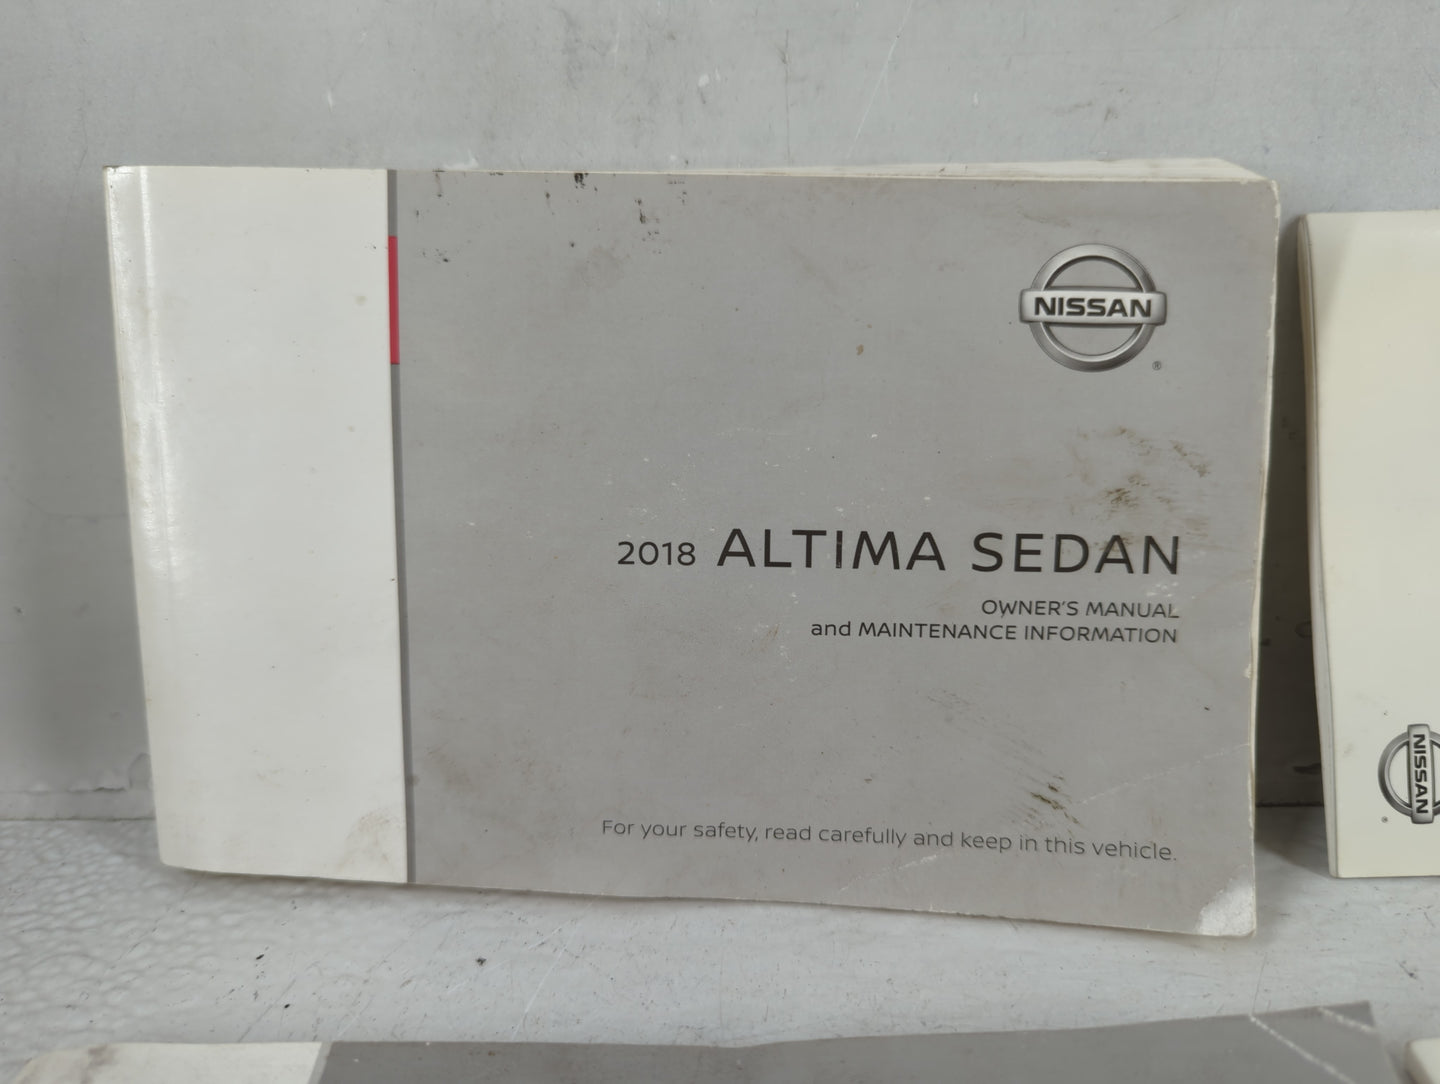 NISSAN
®
2018 ALTIMA SEDAN
OWNER'S MANUAL
and MAINTENANCE INFORMATION
For your safety, read carefully and keep in this vehicle.
NISSAN
®